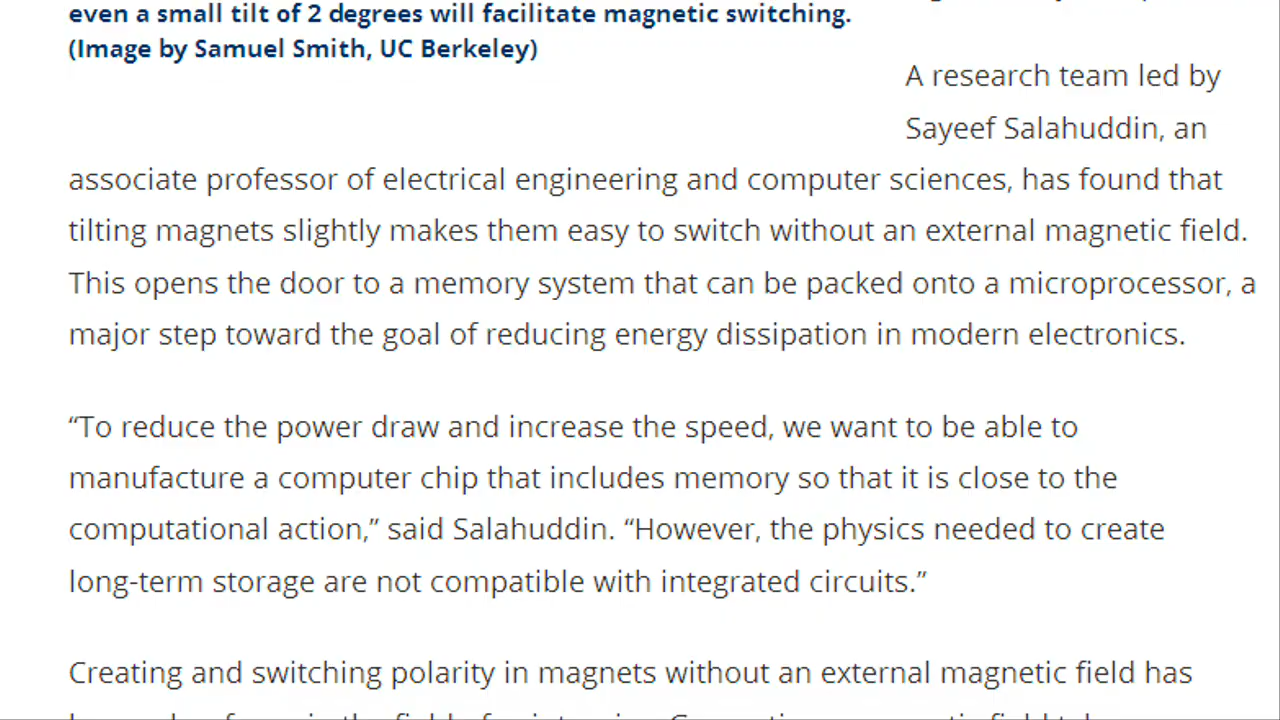 even a small tilt of 2 degrees will facilitate magnetic switching.
(Image by Samuel Smith, UC Berkeley)
A research team led by
Sayeef Salahuddin, an
associate professor of electrical engineering and computer sciences, has found that
tilting magnets slightly makes them easy to switch without an external magnetic field.
This opens the door to a memory system that can be packed onto a microprocessor, a
major step toward the goal of reducing energy dissipation in modern electronics.
“To reduce the power draw and increase the speed, we want to be able to
manufacture a computer chip that includes memory so that it is close to the
computational action,” said Salahuddin. “However, the physics needed to create
long-term storage are not compatible with integrated circuits.”
Creating and switching polarity in magnets without an external magnetic field has